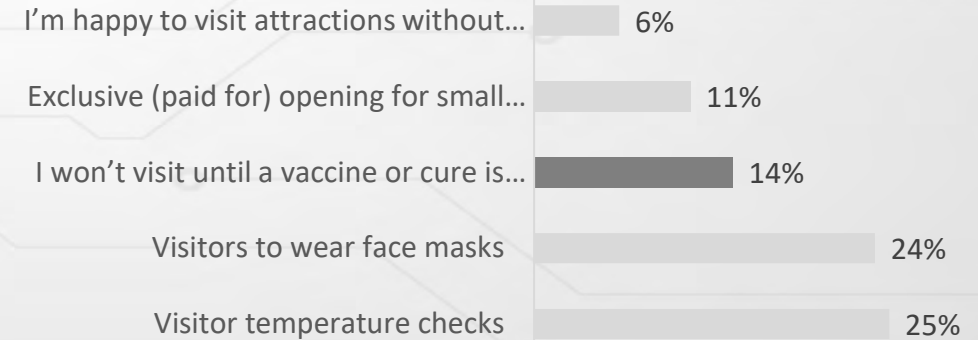 I’m happy to visit attractions without… 6%
Exclusive (paid for) opening for small… 11%
I won’t visit until a vaccine or cure is… 14%
Visitors to wear face masks 24%
Visitor temperature checks 25%